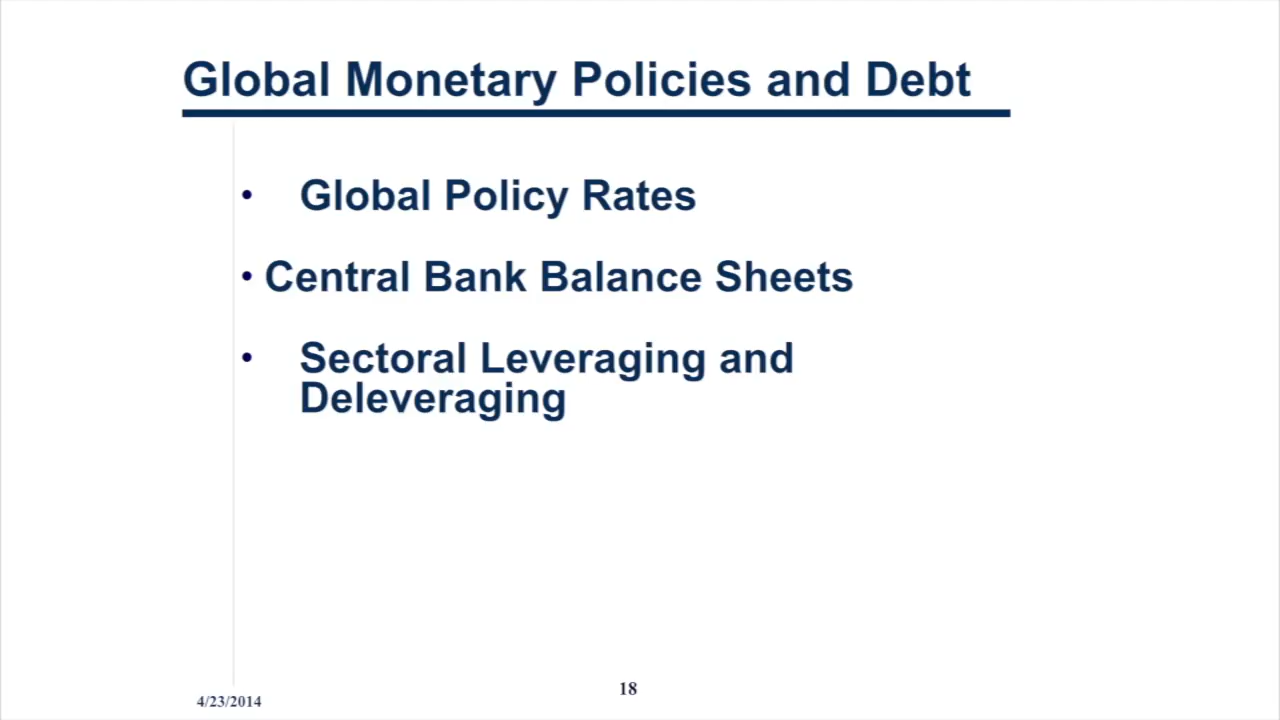 Global Monetary Policies and Debt
• Global Policy Rates
• Central Bank Balance Sheets
• Sectoral Leveraging and
Deleveraging
18
4/23/2014